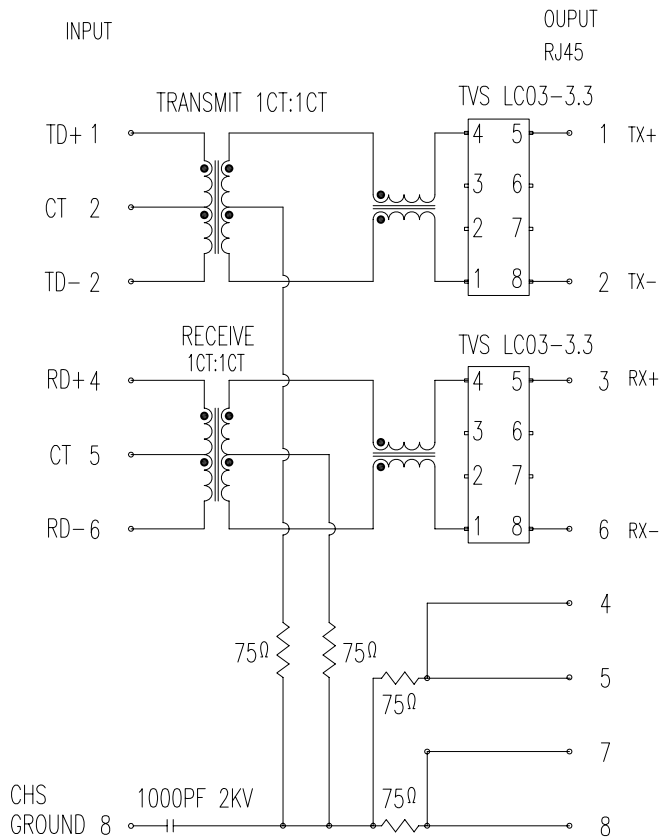 INPUT
OUPUT
RJ45
TRANSMIT 1CT:1CT
TVS LC03-3.3
TD+ 1
4 5
1 TX+
3 6
CT 2
2 7
TD- 2
1 8
2 TX-
RECEIVE
1CT:1CT
TVS LC03-3.3
RD+ 4
4 5
3 RX+
3 6
CT 5
2 7
RD- 6
1 8
6 RX-
4
75Ω
75Ω
5
75Ω
7
CHS
GROUND 8
1000PF 2KV
75Ω
8